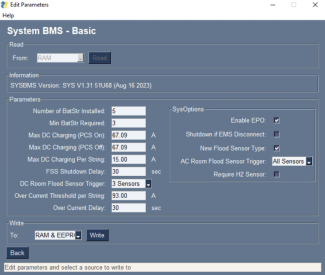 Edit Parameters
Help
System BMS - Basic
Read
From: RAM Read
Information
SYSBMS Version: SYS V1.31 51U68 (Aug 16 2023)
Parameters
Number of BatStr Installed: 5
Min BatStr Required: 3
Max DC Charging (PCS On): 67.09 A
Max DC Charging (PCS Off): 67.09 A
Max DC Charging Per String: 15.00 A
FSS Shutdown Delay: 30 sec
DC Room Flood Sensor Trigger: 3 Sensors
Over Current Threshold per String: 93.00 A
Over Current Delay: 30 sec
SysOptions
Enable EPO:
Shutdown if EMS Disconnect:
New Flood Sensor Type:
AC Room Flood Sensor Trigger: All Sensors
Require H2 Sensor:
Write
To: RAM & EEPR Write
Back
Edit parameters and select a source to write to